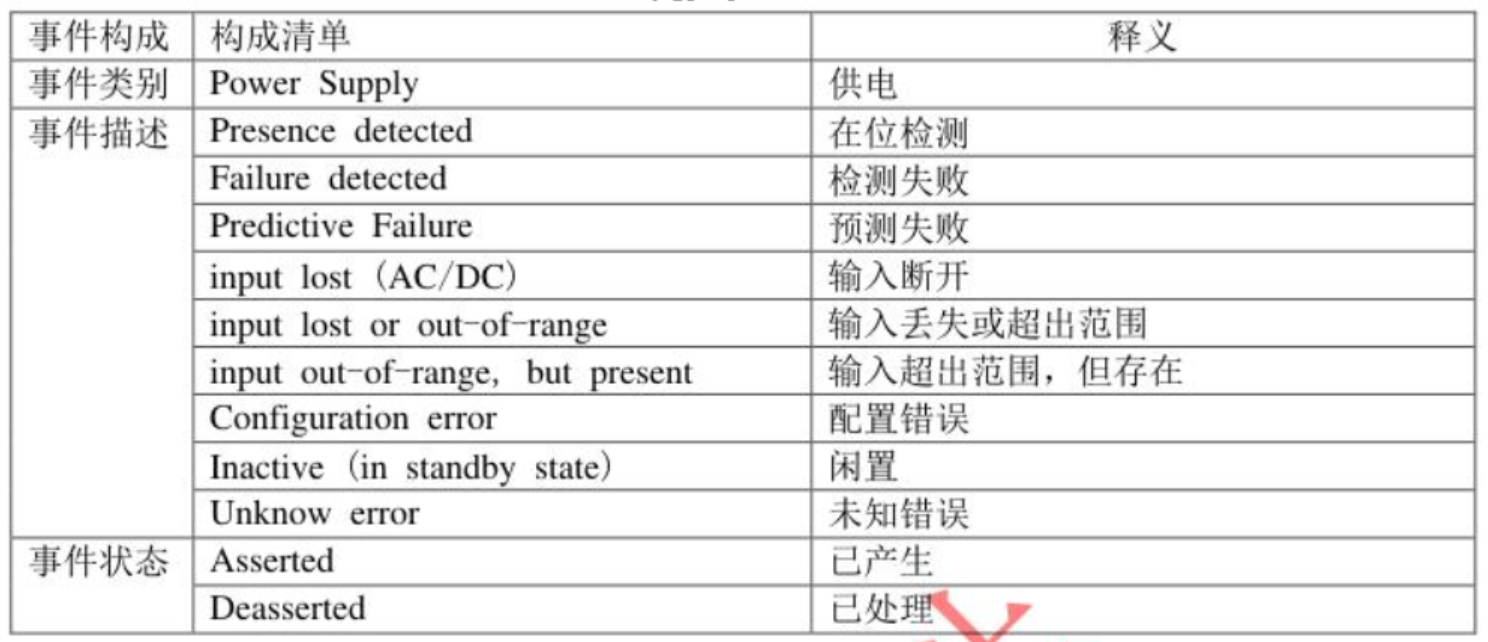 事件构成 构成清单 释义
事件类别 Power Supply 供电
事件描述 Presence detected 在位检测
Failure detected 检测失败
Predictive Failure 预测失败
input lost (AC/DC) 输入断开
input lost or out-of-range 输入丢失或超出范围
input out-of-range, but present 输入超出范围，但存在
Configuration error 配置错误
Inactive (in standby state) 闲置
Unknow error 未知错误
事件状态 Asserted 已产生
Deasserted 已处理